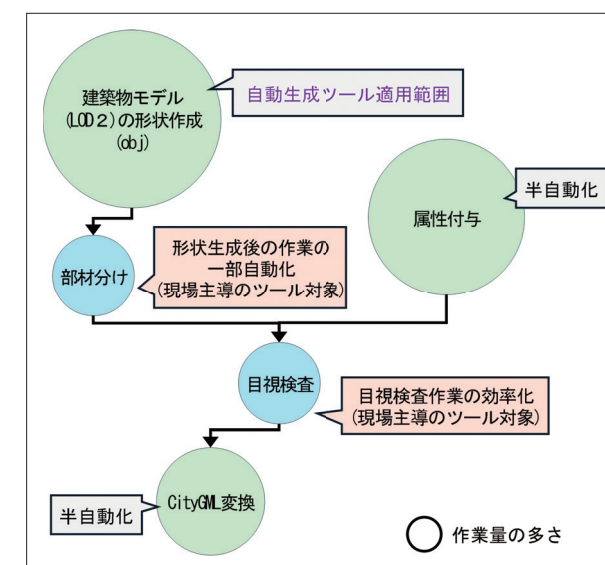 建築物モデル
(LOD2)の形状作成
(obj)
自動生成ツール適用範囲
属性付与
半自動化
部材分け
形状生成後の作業の
一部自動化
(現場主導のツール対象)
目視検査
目視検査作業の効率化
(現場主導のツール対象)
CityGML変換
半自動化
作業量の多さ